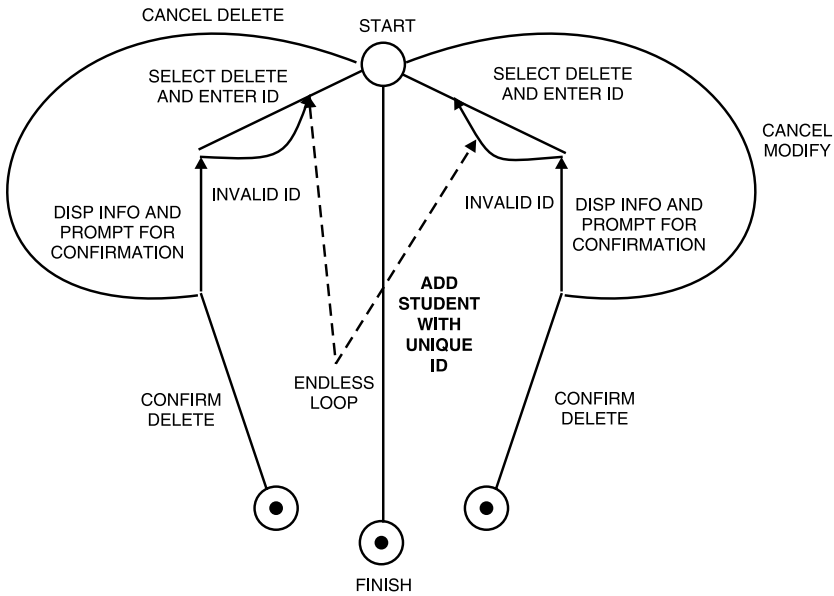 CANCEL DELETE
START
SELECT DELETE
AND ENTER ID
SELECT DELETE
AND ENTER ID
CANCEL
MODIFY
INVALID ID
INVALID ID
DISP INFO AND
PROMPT FOR
CONFIRMATION
DISP INFO AND
PROMPT FOR
CONFIRMATION
ADD
STUDENT
WITH
UNIQUE
ID
ENDLESS
LOOP
CONFIRM
DELETE
CONFIRM
DELETE
FINISH